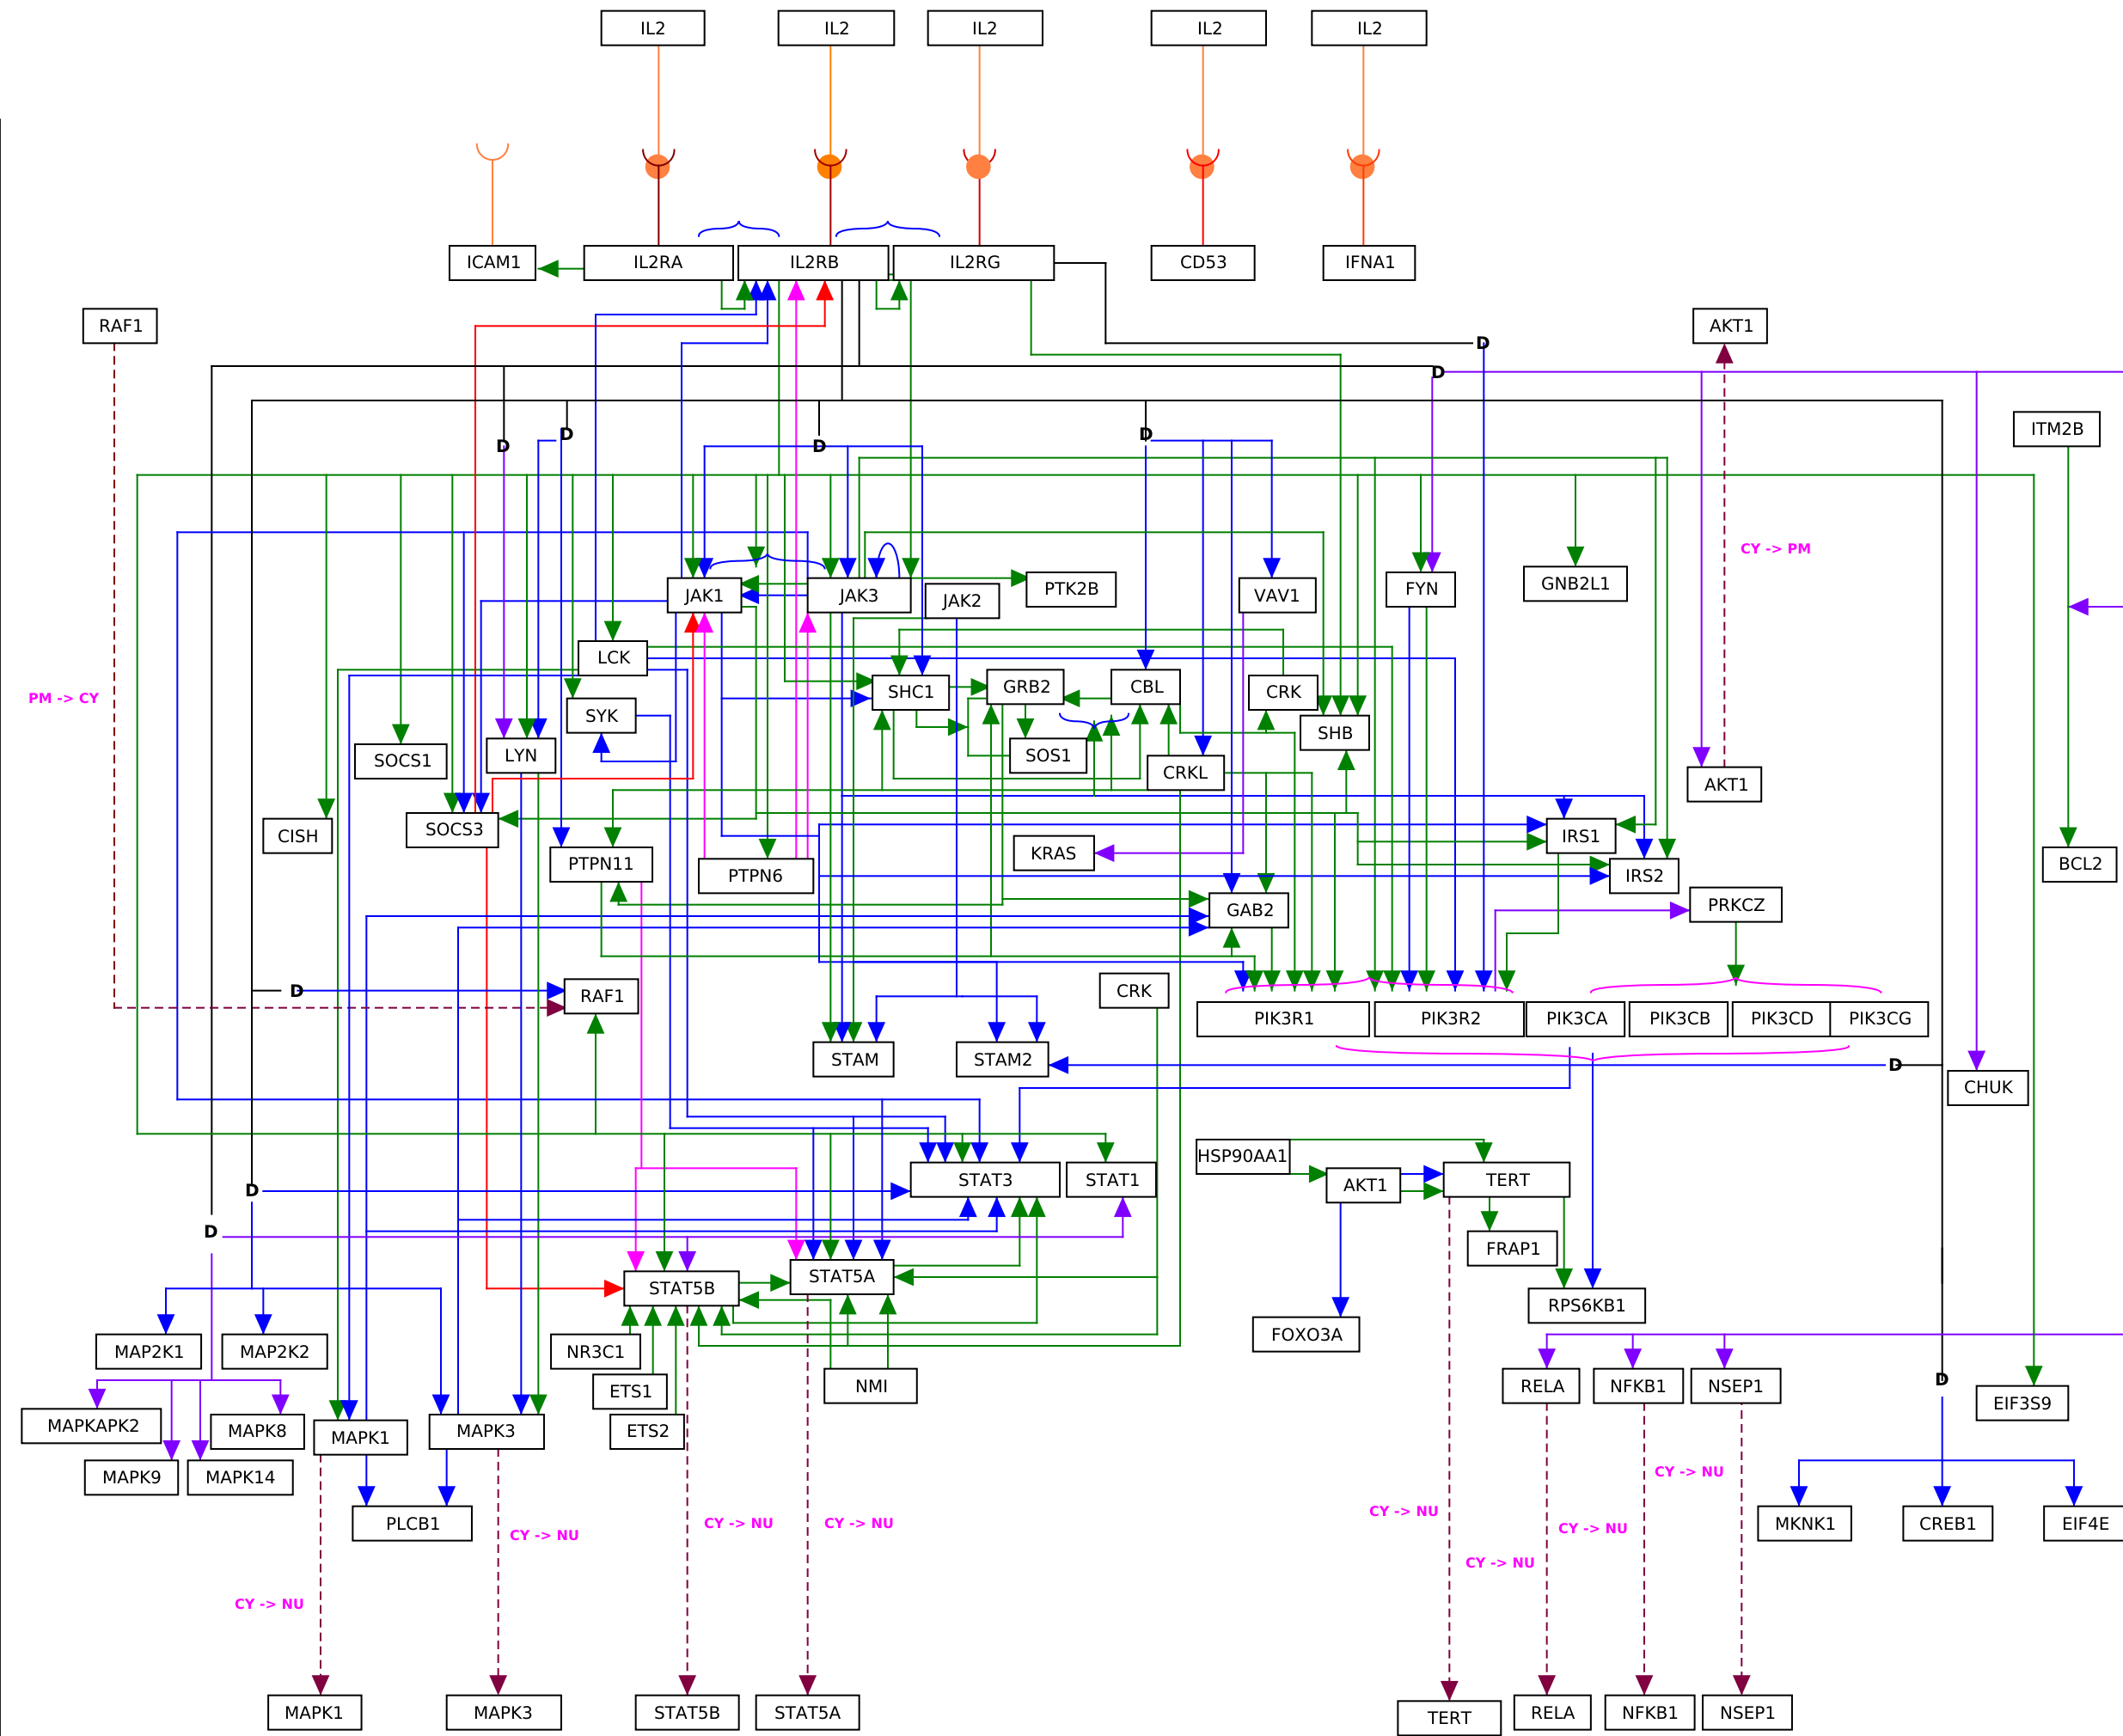 IL2 IL2 IL2 IL2 IL2
ICAM1 IL2RA IL2RB IL2RG CD53 IFNA1
RAF1 AKT1
D
D
ITM2B
D D D D
CY -> PM
JAK1 JAK3 JAK2 PTK2B VAV1 FYN GNB2L1
LCK
PM -> CY
SHC1 GRB2 CBL CRK
SYK SHB
SOCS1 LYN SOS1 CRKL AKT1
CISH SOCS3 IRS1
PTPN11 PTPN6 KRAS IRS2 BCL2
GAB2 PRKCZ
D RAF1 CRK
PIK3R1 PIK3R2 PIK3CA PIK3CB PIK3CD PIK3CG
STAM STAM2 D
CHUK
HSP90AA1
D STAT3 STAT1 AKT1 TERT
D FRAP1
STAT5B STAT5A
RPS6KB1
FOXO3A
MAP2K1 MAP2K2 NR3C1
D
ETS1 NMI RELA NFKB1 NSEP1
EIF3S9
MAPKAPK2 MAPK8 MAPK1 MAPK3 ETS2
MAPK9 MAPK14
CY -> NU
PLCB1
CY -> NU CY -> NU CY -> NU CY -> NU CY -> NU
MKNK1 CREB1 EIF4E
CY -> NU
CY -> NU
MAPK1 MAPK3 STAT5B STAT5A TERT RELA NFKB1 NSEP1